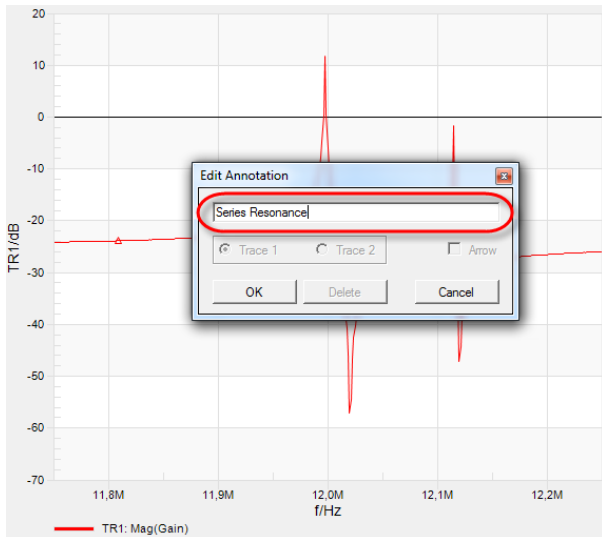 20
10
0
-10
-20
-30
-40
-50
-60
-70
TR1/dB
Edit Annotation
Series Resonance
Trace 1 Trace 2 Arrow
OK Delete Cancel
11,8M 11,9M 12,0M 12,1M 12,2M
f/Hz
TR1: Mag(Gain)